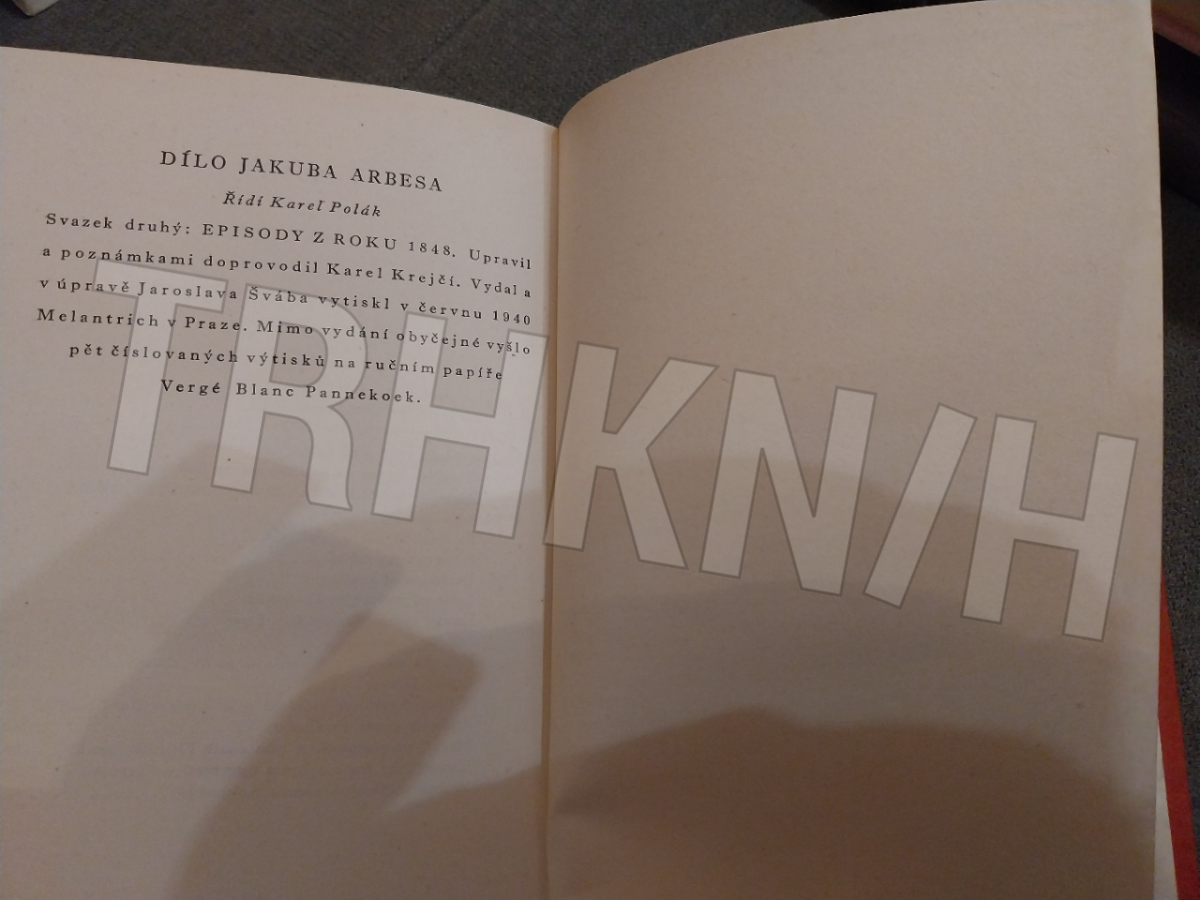 DÍLO JAKUBA ARBESA
Řídí Karel Polák
Svazek druhý: EPISODY Z ROKU 1848. Upravil
a poznámkami doprovodil Karel Krejčí. Vydal a
v úpravě Jaroslava Švába vytiskl v červnu 1940
Melantrich v Praze. Mimo vydání obyčejné vyšlo
pět číslovaných výtisků na ručním papíře
Vergé Blanc Pannekoek.
TRHKN/H